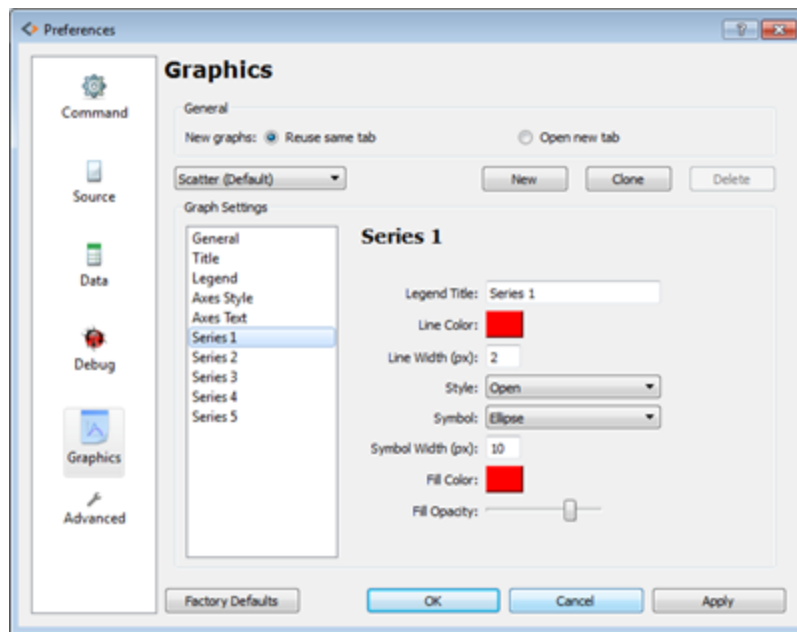 Preferences
Command
Source
Data
Debug
Graphics
Advanced
Graphics
General
New graphs: Reuse same tab Open new tab
Scatter (Default) New Clone Delete
Graph Settings
General
Title
Legend
Axes Style
Axes Text
Series 1
Series 2
Series 3
Series 4
Series 5
Series 1
Legend Title: Series 1
Line Color:
Line Width (px): 2
Style: Open
Symbol: Ellipse
Symbol Width (px): 10
Fill Color:
Fill Opacity:
Factory Defaults OK Cancel Apply